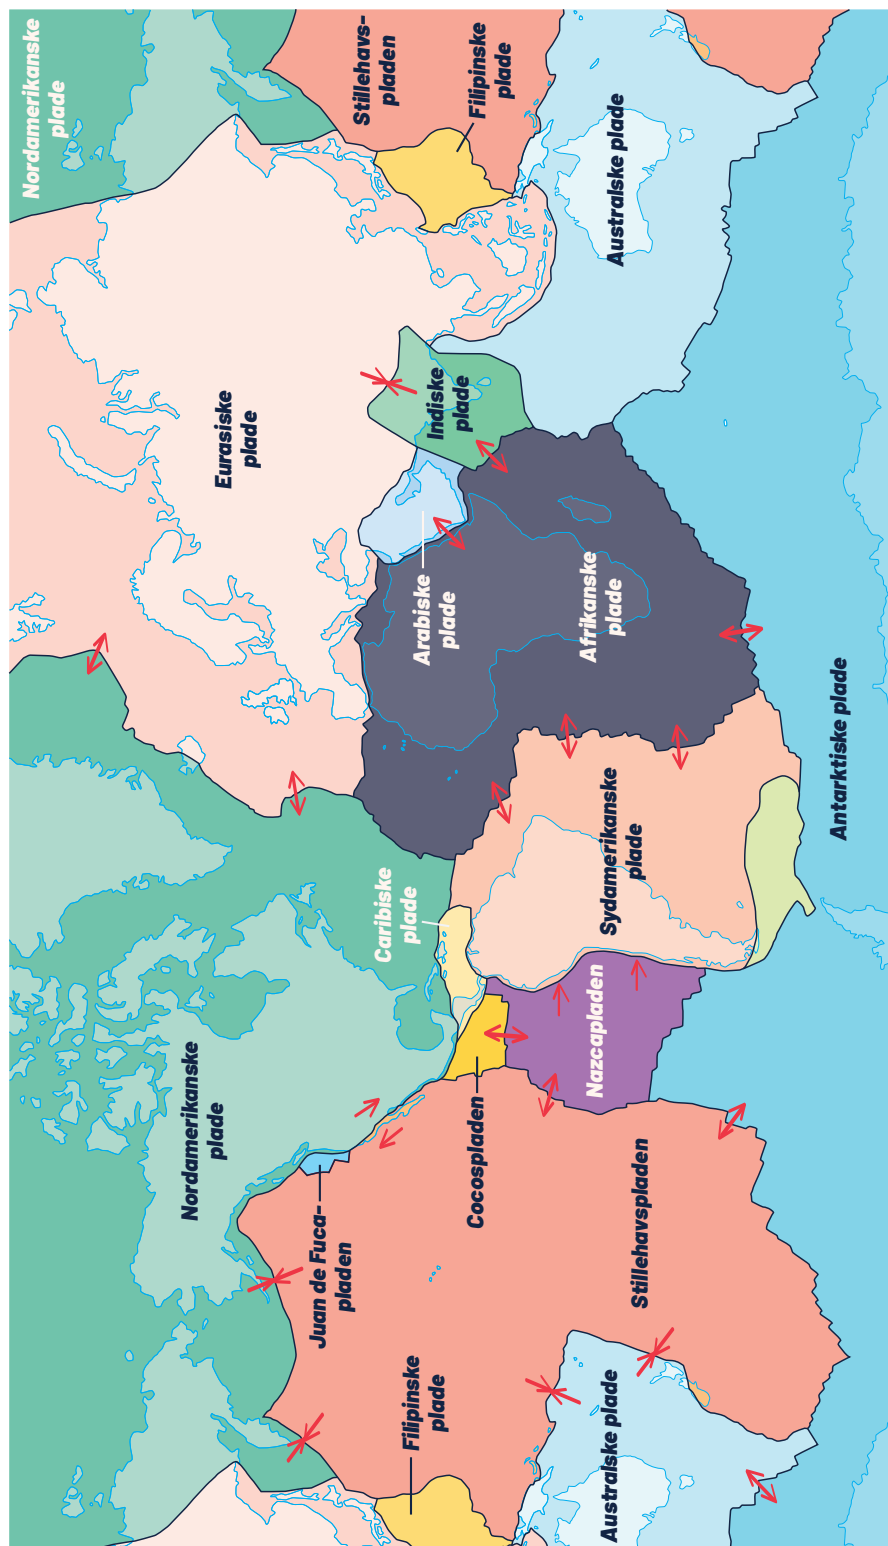 Nordamerikanske
plade
Juan de Fuca-
pladen
Filipinske
plade
Cocospladen
Stillehavspladen
Australske plade
Nazcapladen
Caribiske
plade
Sydamerikanske
plade
Antarktiske plade
Eurasiske
plade
Arabiske
plade
Afrikanske
plade
Indiske
plade
Nordamerikanske
plade
Stillehavs-
pladen
Filipinske
plade
Australske plade